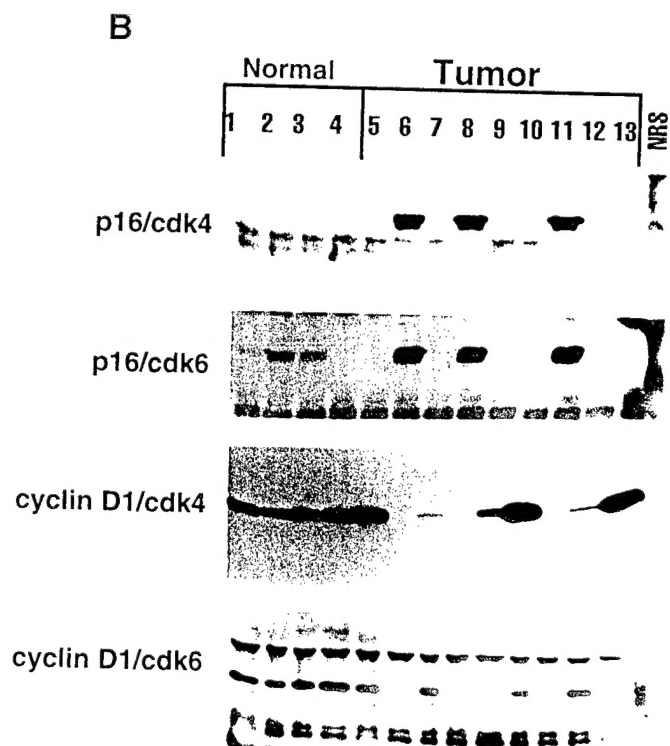 B
Normal Tumor
1 2 3 4 5 6 7 8 9 10 11 12 13 NRS
p16/cdk4
p16/cdk6
cyclin D1/cdk4
cyclin D1/cdk6